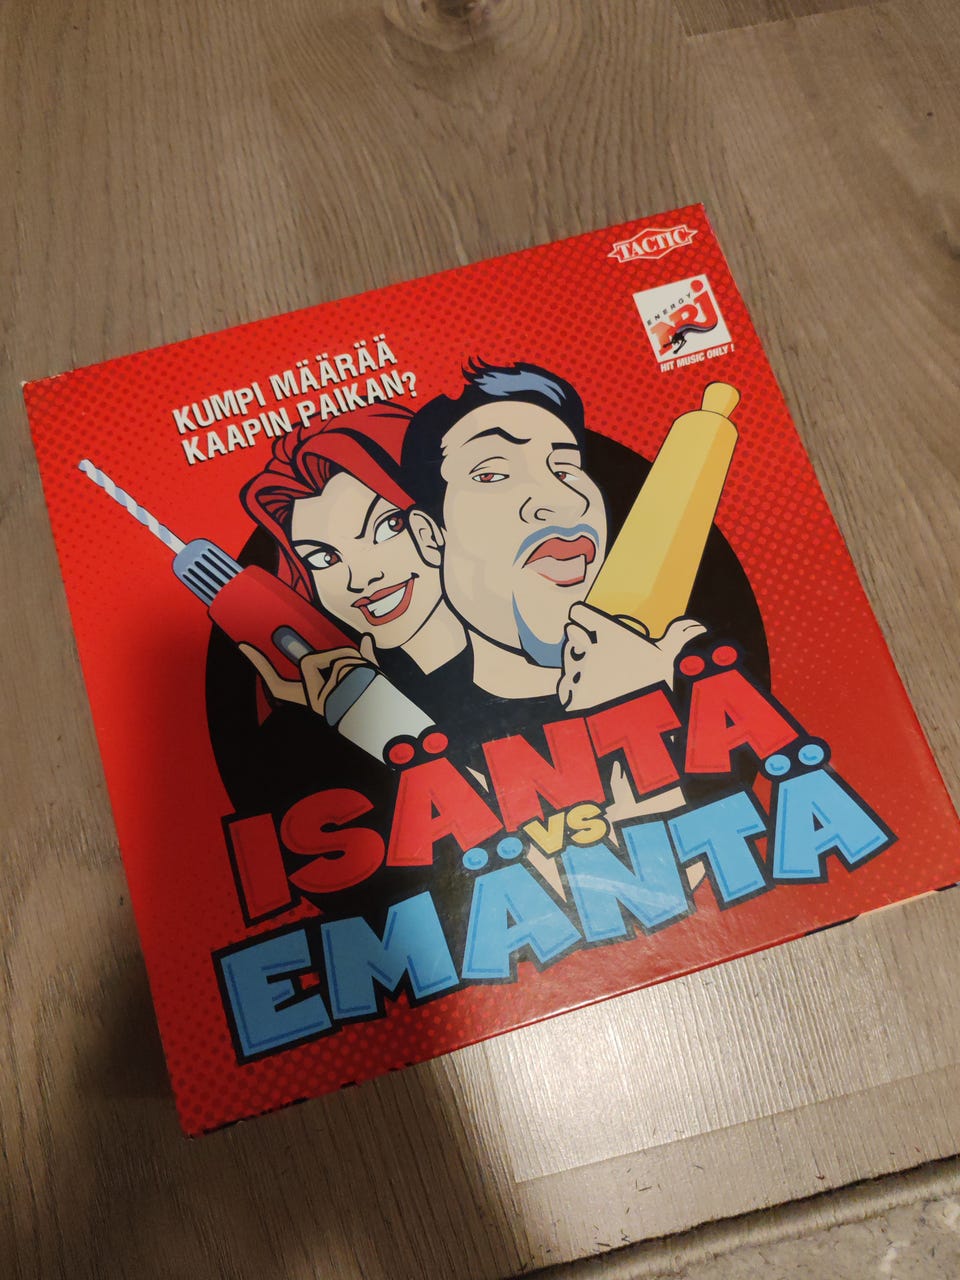 TACTIC
ENERGY
NRJ
HIT MUSIC ONLY!
KUMPI MÄÄRÄÄ
KAAPIN PAIKAN?
ISÄNTÄ
VS
EMÄNTÄ